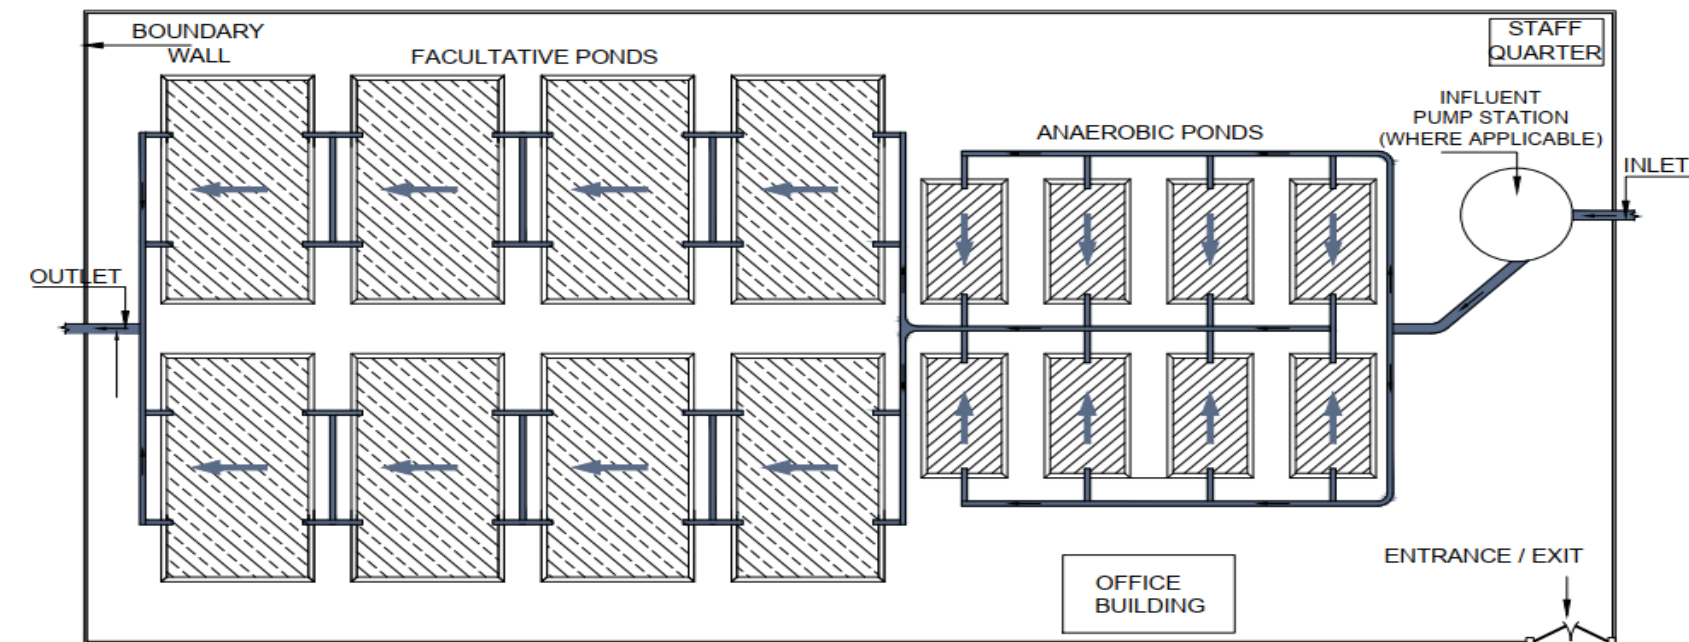 BOUNDARY
WALL
FACULTATIVE PONDS
STAFF
QUARTER
INFLUENT
PUMP STATION
(WHERE APPLICABLE)
ANAEROBIC PONDS
INLET
OUTLET
ENTRANCE / EXIT
OFFICE
BUILDING